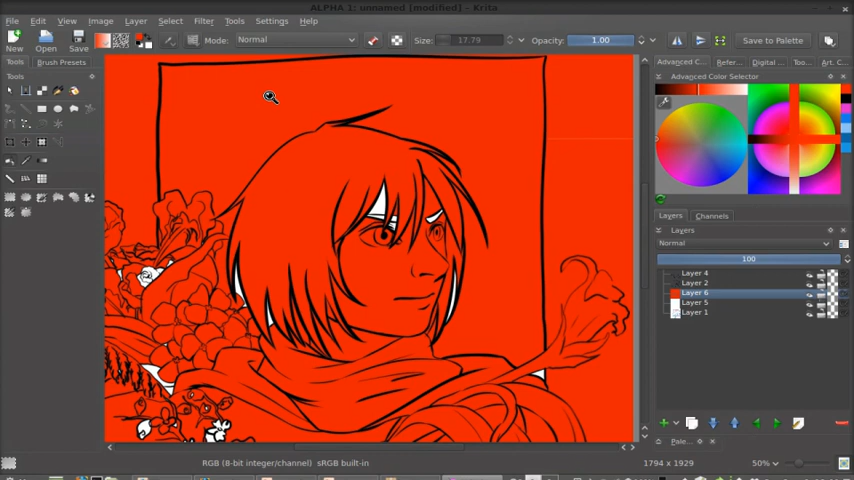 ALPHA 1: unnamed [modified] - Krita
File Edit View Image Layer Select Filter Tools Settings Help
New Open Save Mode: Normal Size: 17.79 Opacity: 1.00 Save to Palette
Tools Brush Presets Advanced C... Refer... Digital ... Too... Art. C...
Tools Advanced Color Selector
Layers Channels
Layers
Normal
100
Layer 4
Layer 2
Layer 6
Layer 5
Layer 1
Pale...
RGB (8-bit integer/channel) sRGB built-in 1794 x 1929 50%